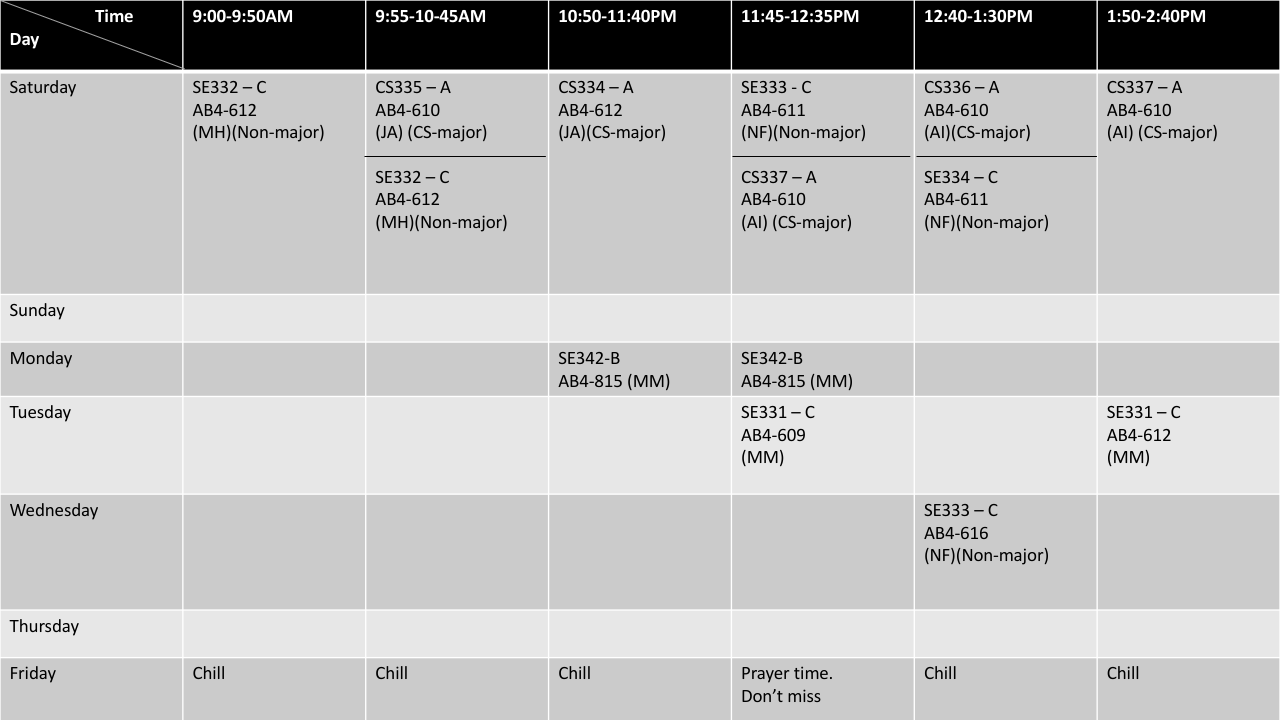 Time
Day
9:00-9:50AM
9:55-10-45AM
10:50-11:40PM
11:45-12:35PM
12:40-1:30PM
1:50-2:40PM
Saturday
SE332 – C
AB4-612
(MH)(Non-major)
CS335 – A
AB4-610
(JA) (CS-major)
SE332 – C
AB4-612
(MH)(Non-major)
CS334 – A
AB4-612
(JA)(CS-major)
SE333 - C
AB4-611
(NF)(Non-major)
CS337 – A
AB4-610
(AI) (CS-major)
CS336 – A
AB4-610
(AI)(CS-major)
SE334 – C
AB4-611
(NF)(Non-major)
CS337 – A
AB4-610
(AI) (CS-major)
Sunday
Monday
SE342-B
AB4-815 (MM)
SE342-B
AB4-815 (MM)
Tuesday
SE331 – C
AB4-609
(MM)
SE331 – C
AB4-612
(MM)
Wednesday
SE333 – C
AB4-616
(NF)(Non-major)
Thursday
Friday
Chill
Chill
Chill
Prayer time.
Don’t miss
Chill
Chill